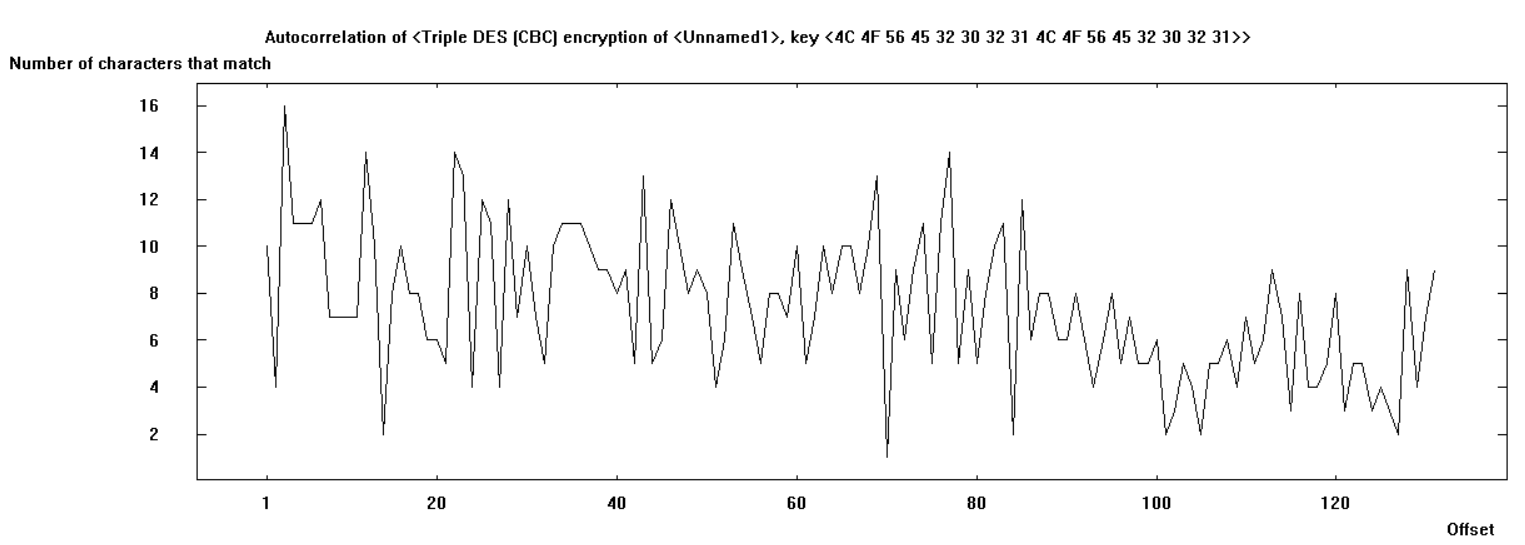 Autocorrelation of <Triple DES (CBC) encryption of <Unnamed1>, key <4C 4F 56 45 32 30 32 31 4C 4F 56 45 32 30 32 31>>
Number of characters that match
16
14
12
10
8
6
4
2
1 20 40 60 80 100 120
Offset